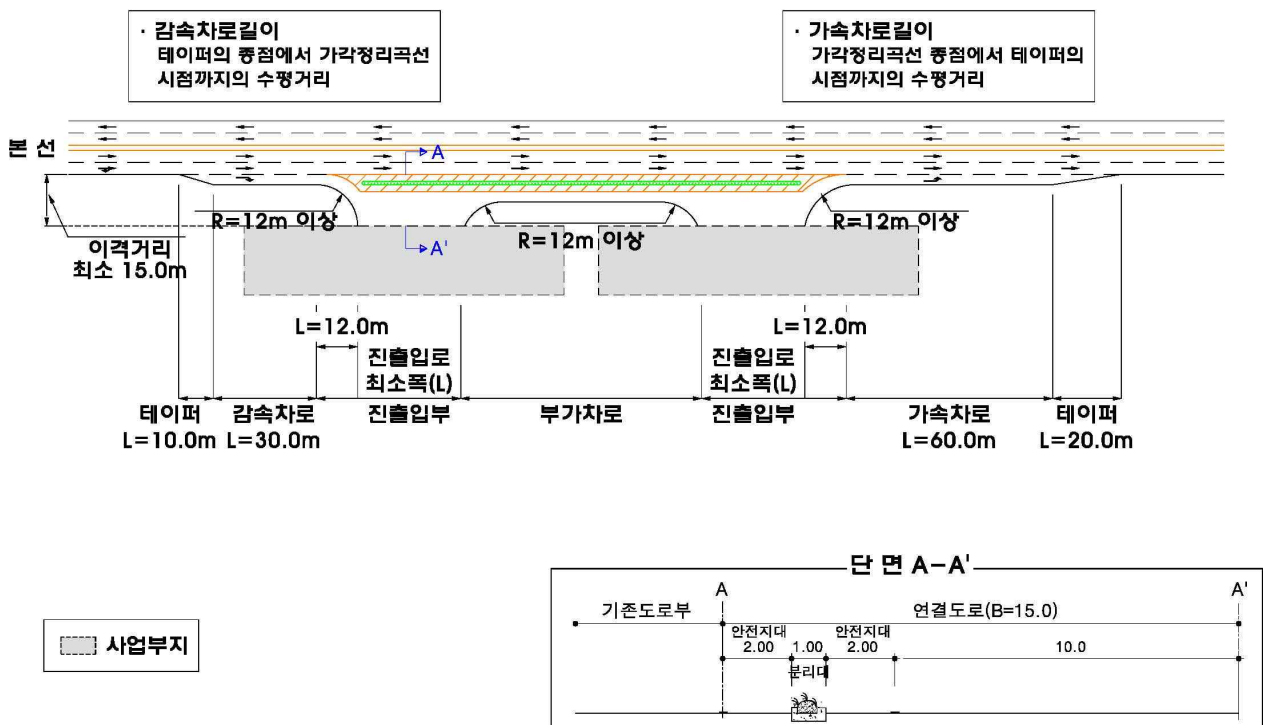 · 감속차로길이
테이퍼의 종점에서 가각정리곡선
시점까지의 수평거리
· 가속차로길이
가각정리곡선 종점에서 테이퍼의
시점까지의 수평거리
본 선
A
R=12m 이상
R=12m 이상
R=12m 이상
A'
이격거리
최소 15.0m
L=12.0m
L=12.0m
진출입로
최소폭(L)
진출입로
최소폭(L)
테이퍼
L=10.0m
감속차로
L=30.0m
진출입부
부가차로
진출입부
가속차로
L=60.0m
테이퍼
L=20.0m
단 면 A-A'
A
A'
기존도로부
연결도로(B=15.0)
안전지대
2.00
1.00
안전지대
2.00
10.0
분리대
사업부지